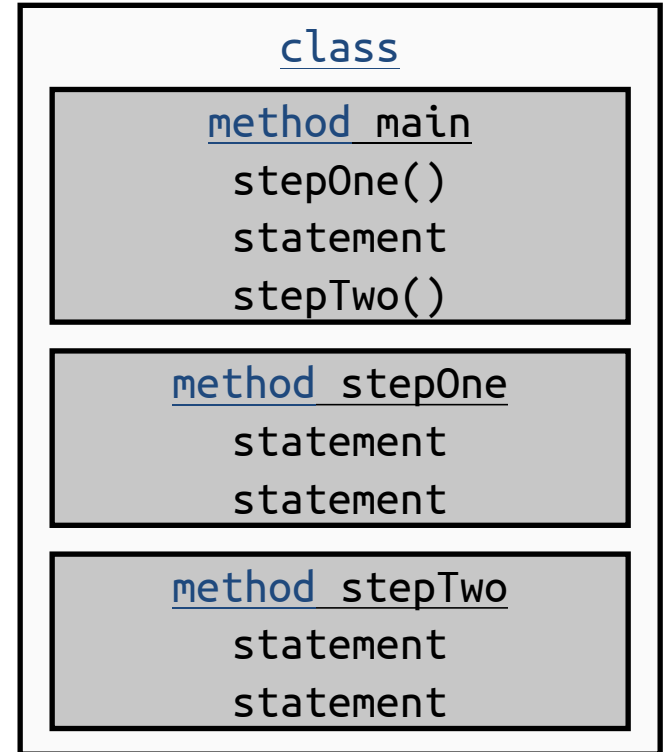 class
method main
stepOne()
statement
stepTwo()
method stepOne
statement
statement
method stepTwo
statement
statement